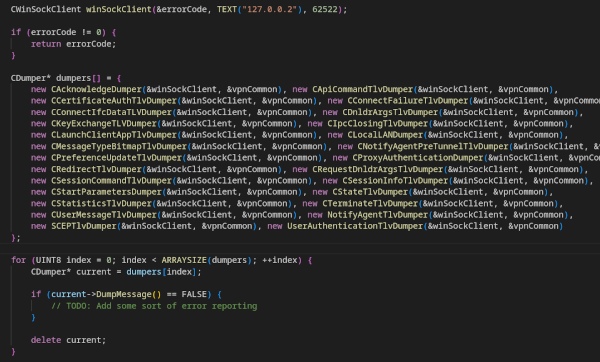 CWinSockClient winSockClient(&errorCode, TEXT("127.0.0.2"), 62522);
if (errorCode != 0) {
return errorCode;
}
CDumper* dumpers[] = {
new CAcknowledgeDumper(&winSockClient, &vpnCommon), new CApiCommandTlvDumper(&winSockClient, &vpnCommon),
new CCertificateAuthTlvDumper(&winSockClient, &vpnCommon), new CConnectFailureTlvDumper(&winSockClient, &vpnCommon
new CConnectIfcDataTLVDumper(&winSockClient, &vpnCommon), new CDnldrArgsTlvDumper(&winSockClient, &vpnCommon),
new CKeyExchangeTLVDumper(&winSockClient, &vpnCommon), new CIpcClosingTlvDumper(&winSockClient, &vpnCommon),
new CLaunchClientAppTlvDumper(&winSockClient, &vpnCommon), new CLocalLANDumper(&winSockClient, &vpnCommon),
new CMessageTypeBitmapTlvDumper(&winSockClient, &vpnCommon), new CNotifyAgentPreTunnelTlvDumper(&winSockClient, &v
new CPreferenceUpdateTlvDumper(&winSockClient, &vpnCommon), new CProxyAuthenticationDumper(&winSockClient, &vpnCom
new CRedirectTlvDumper(&winSockClient, &vpnCommon), new CRequestDnldrArgsTlvDumper(&winSockClient, &vpnCommon),
new CSessionCommandTlvDumper(&winSockClient, &vpnCommon), new CSessionInfoTlvDumper(&winSockClient, &vpnCommon),
new CStartParametersDumper(&winSockClient, &vpnCommon), new CStateTlvDumper(&winSockClient, &vpnCommon),
new CStatisticsTlvDumper(&winSockClient, &vpnCommon), new CTerminateTlvDumper(&winSockClient, &vpnCommon),
new CUserMessageTlvDumper(&winSockClient, &vpnCommon), new NotifyAgentTlvDumper(&winSockClient, &vpnCommon),
new SCEPTlvDumper(&winSockClient, &vpnCommon), new UserAuthenticationTlvDumper(&winSockClient, &vpnCommon)
};
for (UINT8 index = 0; index < ARRAYSIZE(dumpers); ++index) {
CDumper* current = dumpers[index];
if (current->DumpMessage() == FALSE) {
// TODO: Add some sort of error reporting
}
delete current;
}